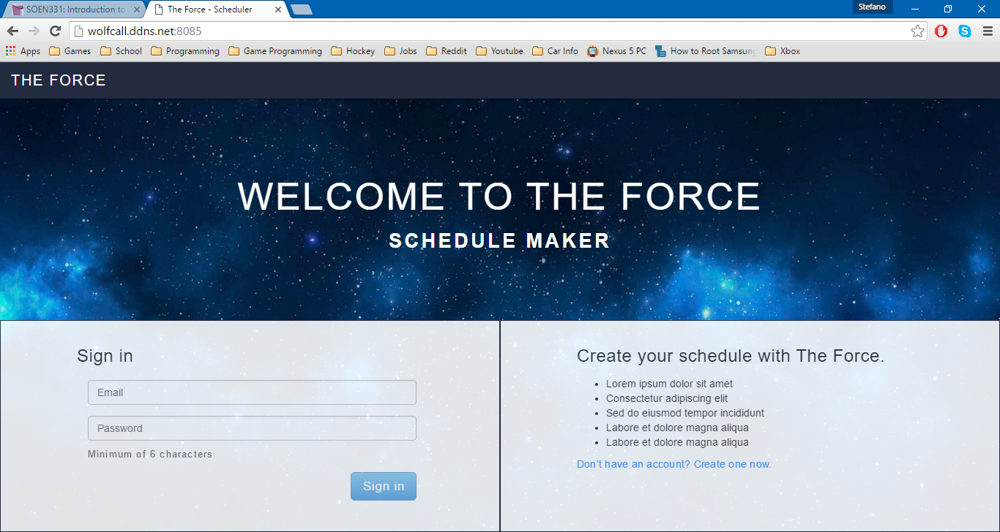 SOEN331: Introduction to
The Force - Scheduler
Stefano
wolfcall.ddns.net:8085
Apps Games School Programming Game Programming Hockey Jobs Reddit Youtube Car Info Nexus 5 PC How to Root Samsung Xbox
THE FORCE
WELCOME TO THE FORCE
SCHEDULE MAKER
Sign in
Email
Password
Minimum of 6 characters
Sign in
Create your schedule with The Force.
• Lorem ipsum dolor sit amet
• Consectetur adipiscing elit
• Sed do eiusmod tempor incididunt
• Labore et dolore magna aliqua
• Labore et dolore magna aliqua
Don't have an account? Create one now.